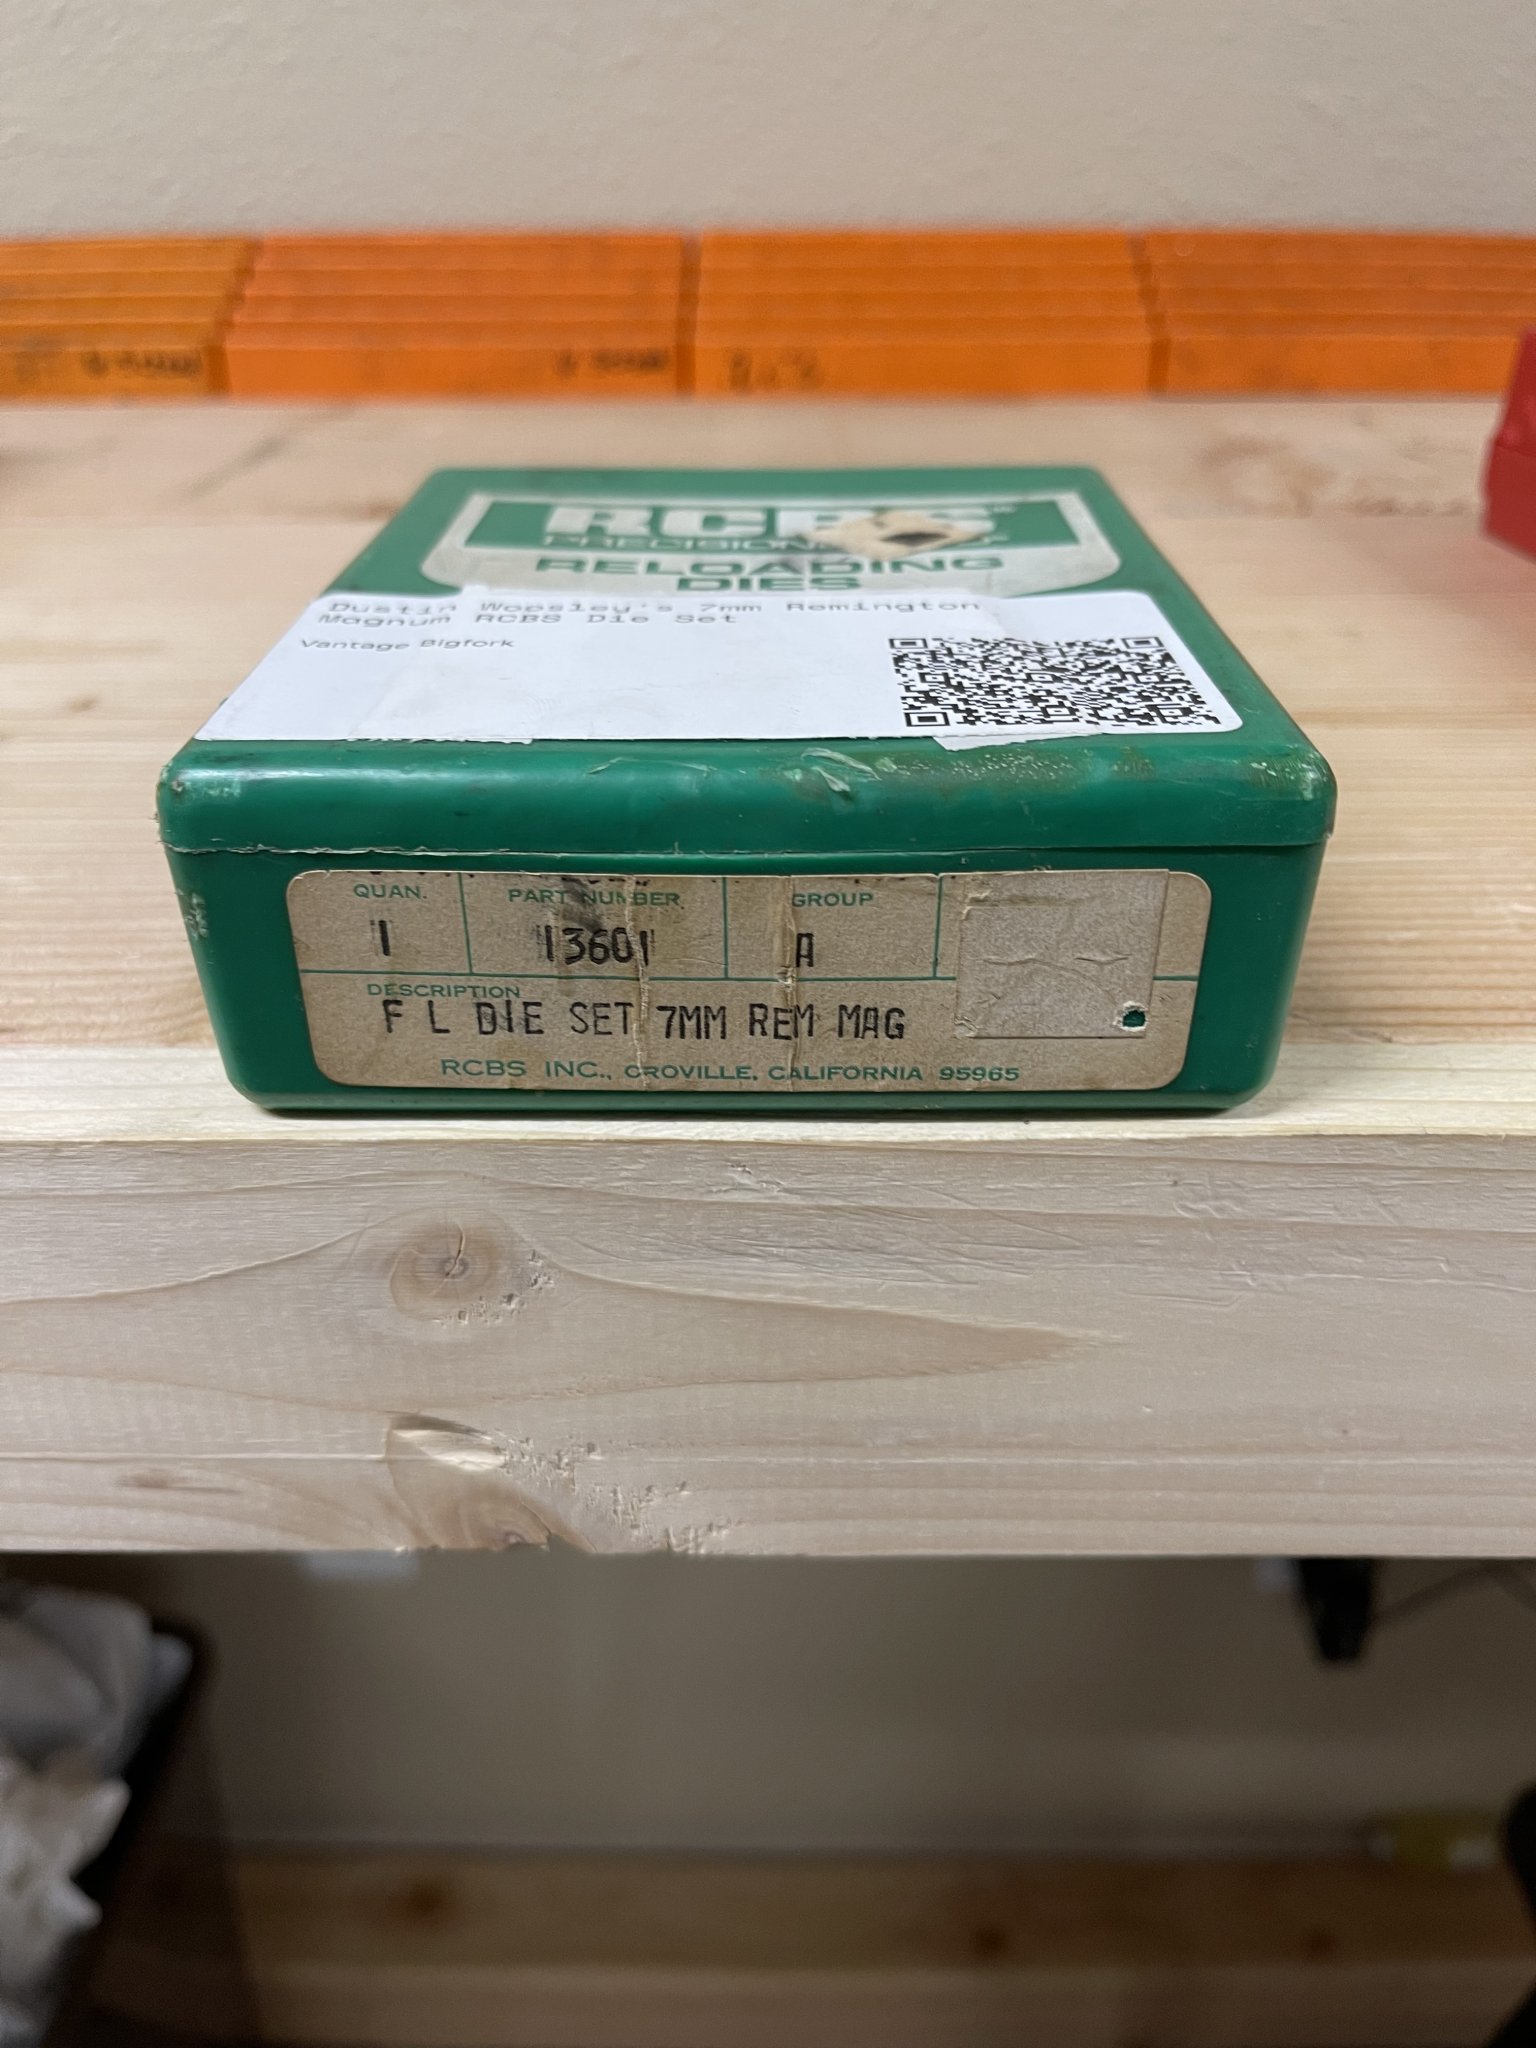 RCBS
PRECISIONEERED
RELOADING
DIES
Dustin Woosley's 7mm Remington
Magnum RCBS Die Set
Vantage Bigfork
QUAN. PART NUMBER GROUP
1 13601 A
DESCRIPTION
F L DIE SET 7MM REM MAG
RCBS INC., OROVILLE, CALIFORNIA 95965